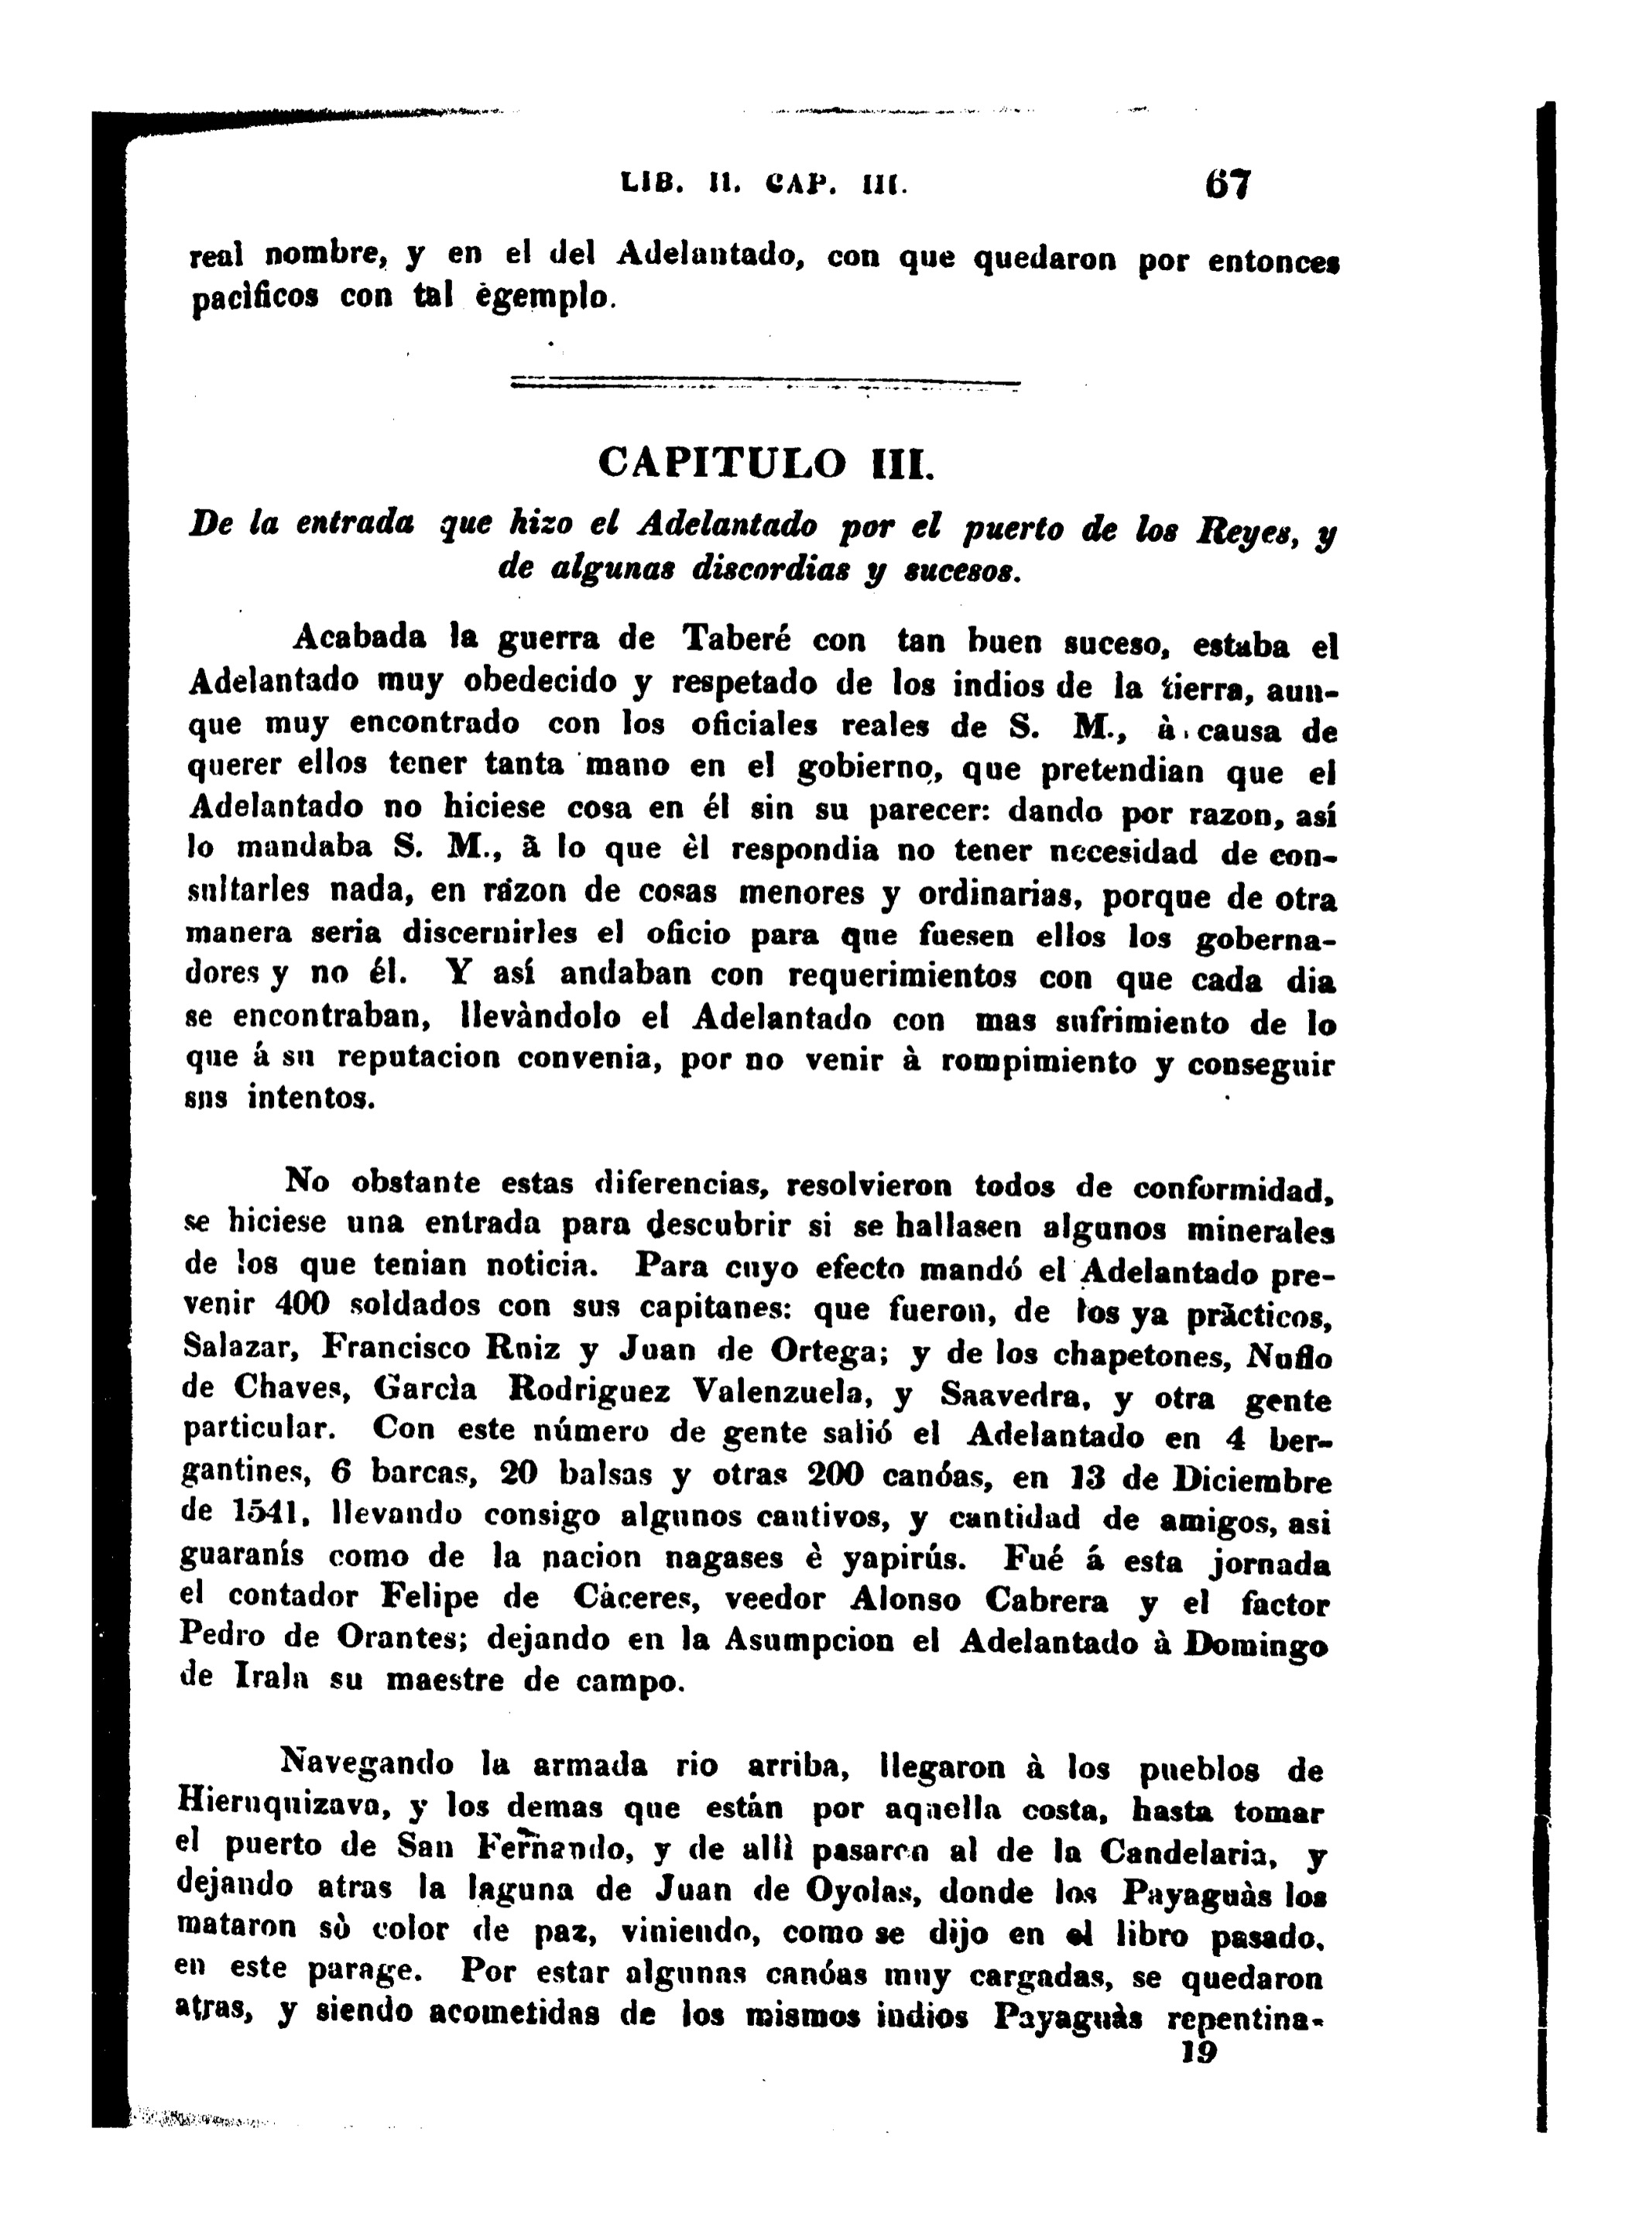 LIB. II. CAP. III. 67
real nombre, y en el del Adelantado, con que quedaron por entonces
pacìficos con tal egemplo.
CAPITULO III.
De la entrada que hizo el Adelantado por el puerto de los Reyes, y
de algunas discordias y sucesos.
Acabada la guerra de Taberé con tan buen suceso, estaba el
Adelantado muy obedecido y respetado de los indios de la tierra, aun-
que muy encontrado con los oficiales reales de S. M., à causa de
querer ellos tener tanta mano en el gobierno, que pretendian que el
Adelantado no hiciese cosa en él sin su parecer: dando por razon, así
lo mandaba S. M., à lo que èl respondia no tener necesidad de con-
sultarles nada, en razon de cosas menores y ordinarias, porque de otra
manera seria discernirles el oficio para que fuesen ellos los goberna-
dores y no él. Y así andaban con requerimientos con que cada dia
se encontraban, llevàndolo el Adelantado con mas sufrimiento de lo
que á su reputacion convenia, por no venir à rompimiento y conseguir
sus intentos.
No obstante estas diferencias, resolvieron todos de conformidad,
se hiciese una entrada para descubrir si se hallasen algunos minerales
de los que tenian noticia. Para cuyo efecto mandó el Adelantado pre-
venir 400 soldados con sus capitanes: que fueron, de los ya pràcticos,
Salazar, Francisco Ruiz y Juan de Ortega; y de los chapetones, Nuflo
de Chaves, Garcìa Rodriguez Valenzuela, y Saavedra, y otra gente
particular. Con este número de gente salió el Adelantado en 4 ber-
gantines, 6 barcas, 20 balsas y otras 200 canóas, en 13 de Diciembre
de 1541, llevando consigo algunos cautivos, y cantidad de amigos, asi
guaranís como de la nacion nagases è yapirús. Fué á esta jornada
el contador Felipe de Càceres, veedor Alonso Cabrera y el factor
Pedro de Orantes; dejando en la Asumpcion el Adelantado à Domingo
de Irala su maestre de campo.
Navegando la armada rio arriba, llegaron à los pueblos de
Hieruquizava, y los demas que están por aquella costa, hasta tomar
el puerto de San Fernando, y de allì pasaron al de la Candelaria, y
dejando atras la laguna de Juan de Oyolas, donde los Payaguàs los
mataron sò color de paz, viniendo, como se dijo en el libro pasado,
en este parage. Por estar algunas canóas muy cargadas, se quedaron
atras, y siendo acometidas de los mismos indios Payaguàs repentina-
19